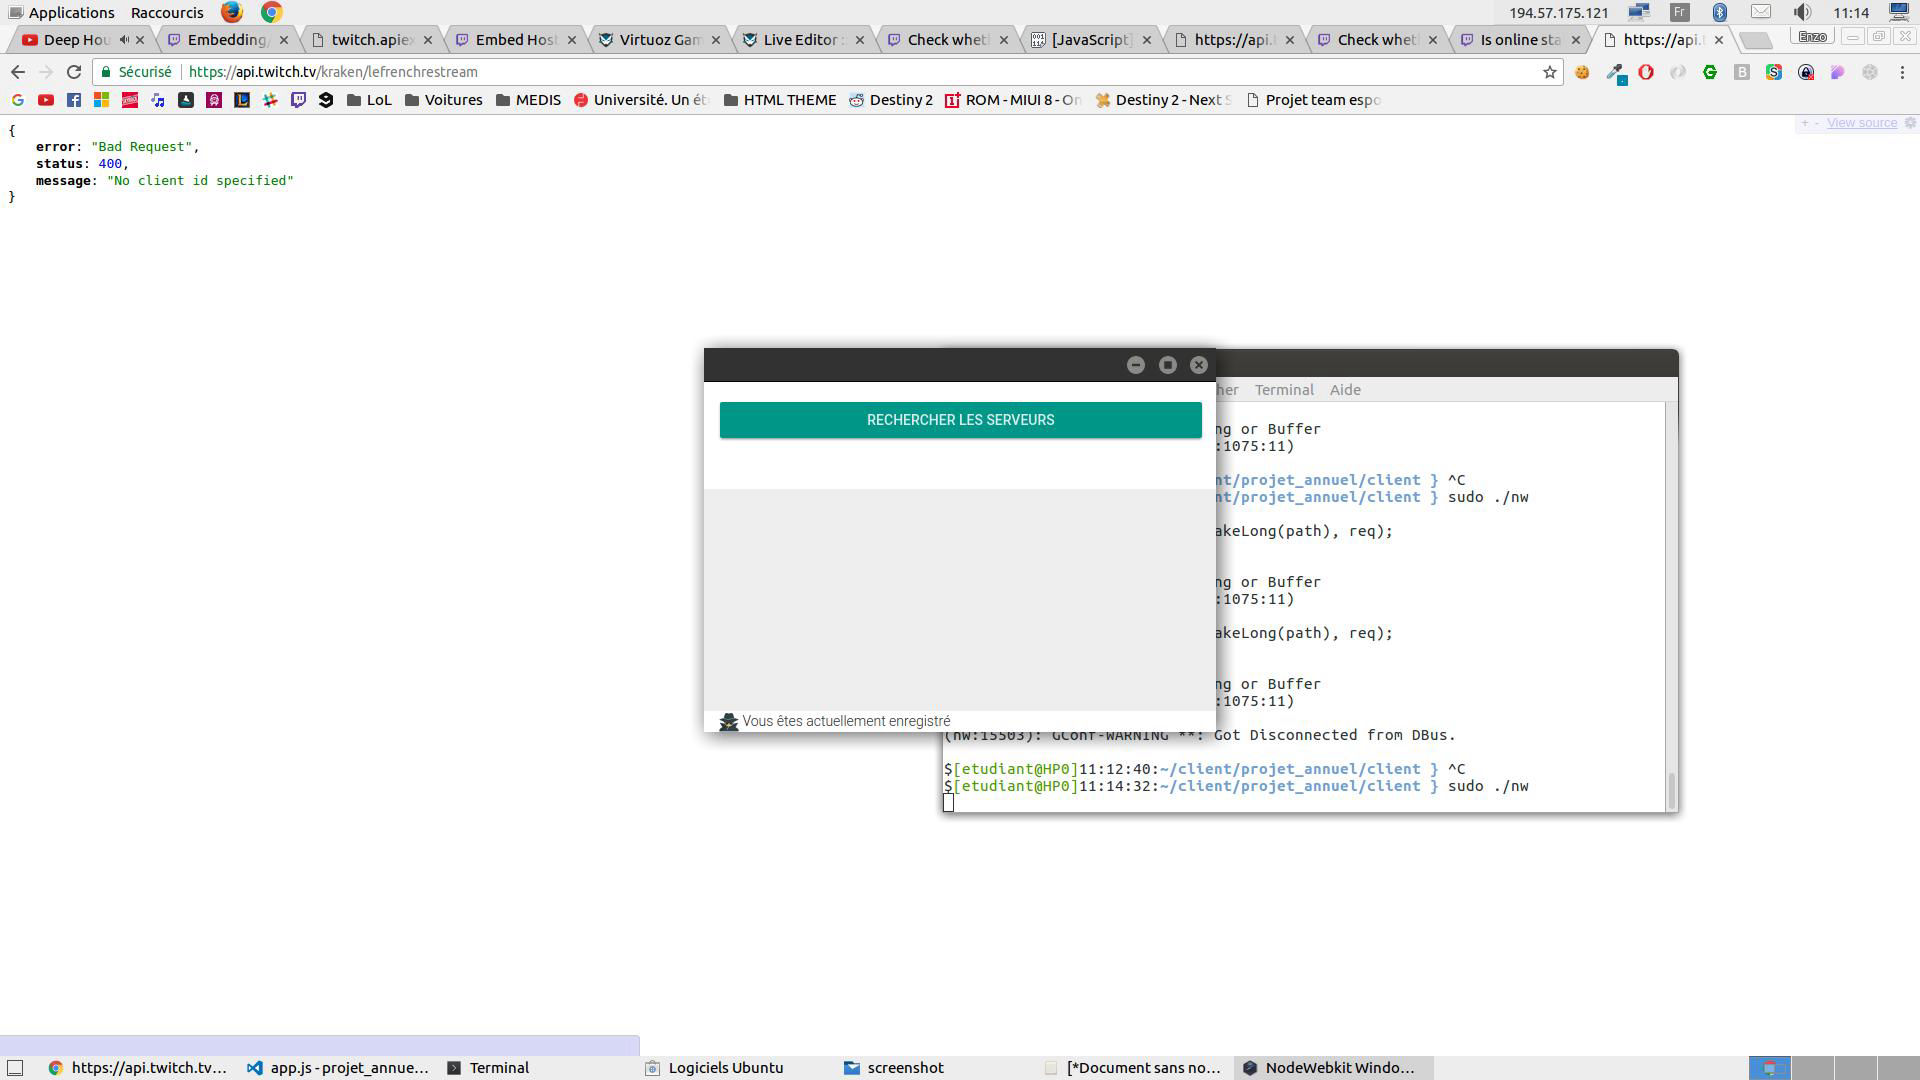 Applications Raccourcis 194.57.175.121 Fr 11:14
Deep Hou Embedding twitch.apiex Embed Host Virtuoz Gam Live Editor : Check wheth [JavaScript] https://api.t Check wheth Is online sta https://api.t Enzo
Sécurisé https://api.twitch.tv/kraken/lefrenchrestream
LoL Voitures MEDIS Université. Un ét HTML THEME Destiny 2 ROM - MIUI 8 - On Destiny 2 - Next S Projet team espo
+ - View source
{
error: "Bad Request",
status: 400,
message: "No client id specified"
}
her Terminal Aide
RECHERCHER LES SERVEURS
ng or Buffer
:1075:11)
nt/projet_annuel/client } ^C
nt/projet_annuel/client } sudo ./nw
akeLong(path), req);
ng or Buffer
:1075:11)
akeLong(path), req);
ng or Buffer
:1075:11)
Vous êtes actuellement enregistré
(nw:15503): GConf-WARNING **: Got Disconnected from DBus.
$[etudiant@HP0]11:12:40:~/client/projet_annuel/client } ^C
$[etudiant@HP0]11:14:32:~/client/projet_annuel/client } sudo ./nw
https://api.twitch.tv... app.js - projet_annue... Terminal Logiciels Ubuntu screenshot [*Document sans no... NodeWebkit Windo...